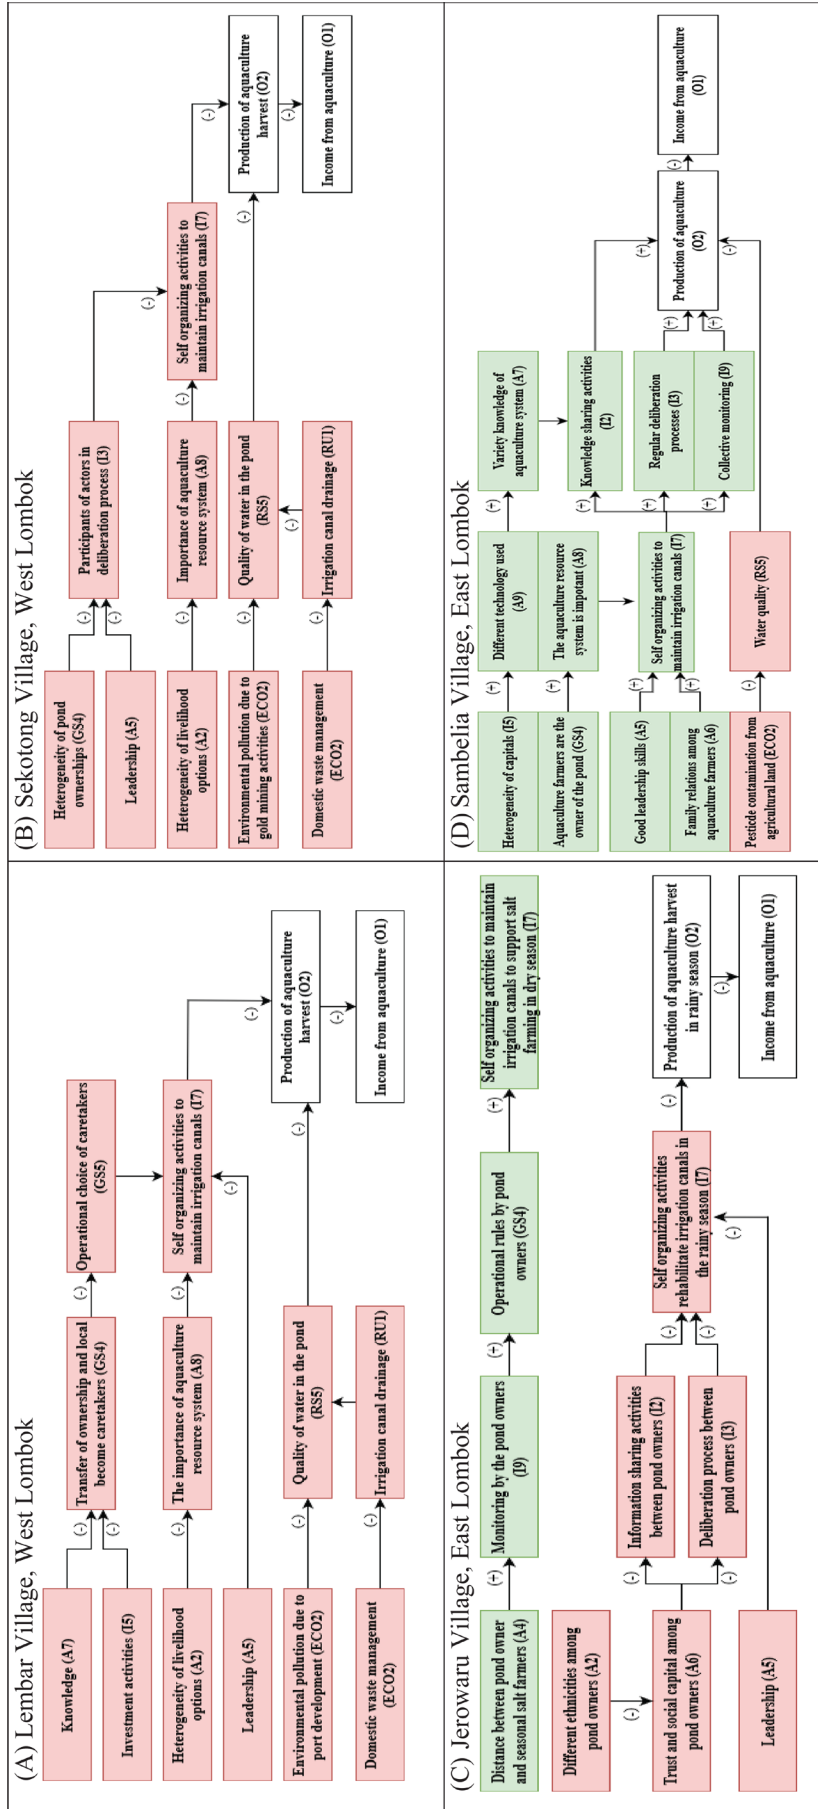 (A) Lembar Village, West Lombok
Knowledge (A7)
Investment activities (I5)
Heterogeneity of livelihood
options (A2)
Leadership (A5)
Environmental pollution due to
port development (ECO2)
Domestic waste management
(ECO2)
(-)
(-)
(-)
(-)
(-)
Transfer of ownership and local
become caretakers (GS4)
The importance of aquaculture
resource system (A8)
Quality of water in the pond
(RS5)
Irrigation canal drainage (RU1)
(-)
(-)
(-)
(-)
Operational choice of caretakers
(GS5)
Self organizing activities to
maintain irrigation canals (I7)
(-)
Production of aquaculture
harvest (O2)
(-)
Income from aquaculture (O1)
(B) Sekotong Village, West Lombok
Heterogeneity of pond
ownerships (GS4)
Leadership (A5)
Heterogeneity of livelihood
options (A2)
Environmental pollution due to
gold mining activities (ECO2)
Domestic waste management
(ECO2)
(-)
(-)
(-)
(-)
(-)
Participants of actors in
deliberation process (I3)
Importance of aquaculture
resource system (A8)
Quality of water in the pond
(RS5)
(-)
Irrigation canal drainage (RU1)
(-)
(-)
(-)
Self organizing activities to
maintain irrigation canals (I7)
(-)
Production of aquaculture
harvest (O2)
(-)
Income from aquaculture (O1)
(C) Jerowaru Village, East Lombok
Distance between pond owner
and seasonal salt farmers (A4)
Different ethnicities among
pond owners (A2)
(-)
Trust and social capital among
pond owners (A6)
Leadership (A5)
(+)
(-)
(-)
Monitoring by the pond owners
(I9)
Information sharing activities
between pond owners (I2)
Deliberation process between
pond owners (I3)
(+)
(-)
(-)
(-)
Operational rules by pond
owners (GS4)
Self organizing activities
rehabilitate irrigation canals in
the rainy season (I7)
(+)
(-)
Self organizing activities to maintain
irrigation canals to support salt
farming in dry season (I7)
Production of aquaculture harvest
in rainy season (O2)
(-)
Income from aquaculture (O1)
(D) Sambelia Village, East Lombok
Heterogeneity of capitals (I5)
Aquaculture farmers are the
owner of the pond (GS4)
Good leadership skills (A5)
Family relations among
aquaculture farmers (A6)
Pesticide contamination from
agricultural land (ECO2)
(+)
(+)
(+)
(+)
(-)
Different technology used
(A9)
The aquaculture resource
system is impotant (A8)
Self organizing activities to
maintain irrigation canals (I7)
Water quality (RS5)
(+)
(+)
(+)
(+)
Variety knowledge of
aquaculture system (A7)
Knowledge sharing activities
(I2)
Regular deliberation
processes (I3)
Collective monitoring (I9)
(+)
(+)
(+)
(-)
Production of aquaculture
(O2)
(-)
Income from aquaculture
(O1)